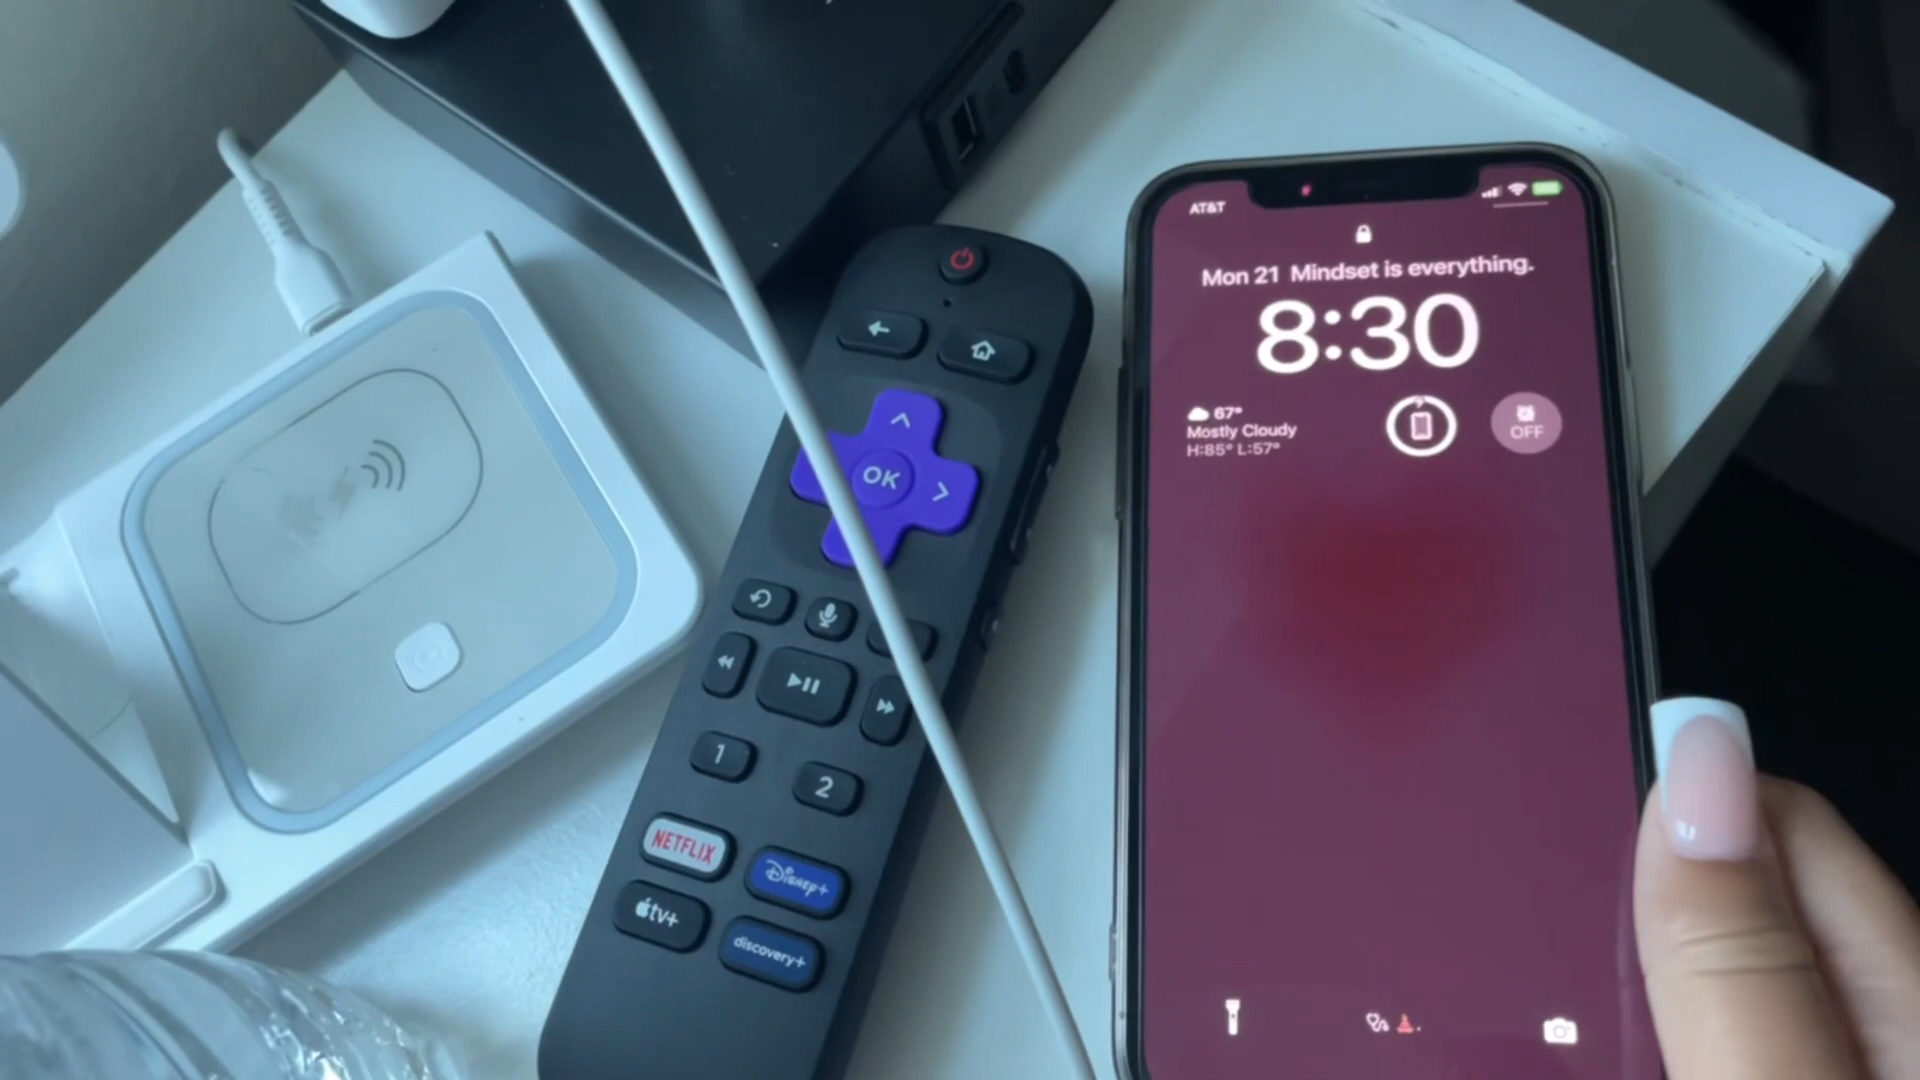 AT&T
Mon 21 Mindset is everything.
8:30
67°
Mostly Cloudy
H:85° L:57°
OFF
OK
1
2
NETFLIX
Disney+
tv+
discovery+